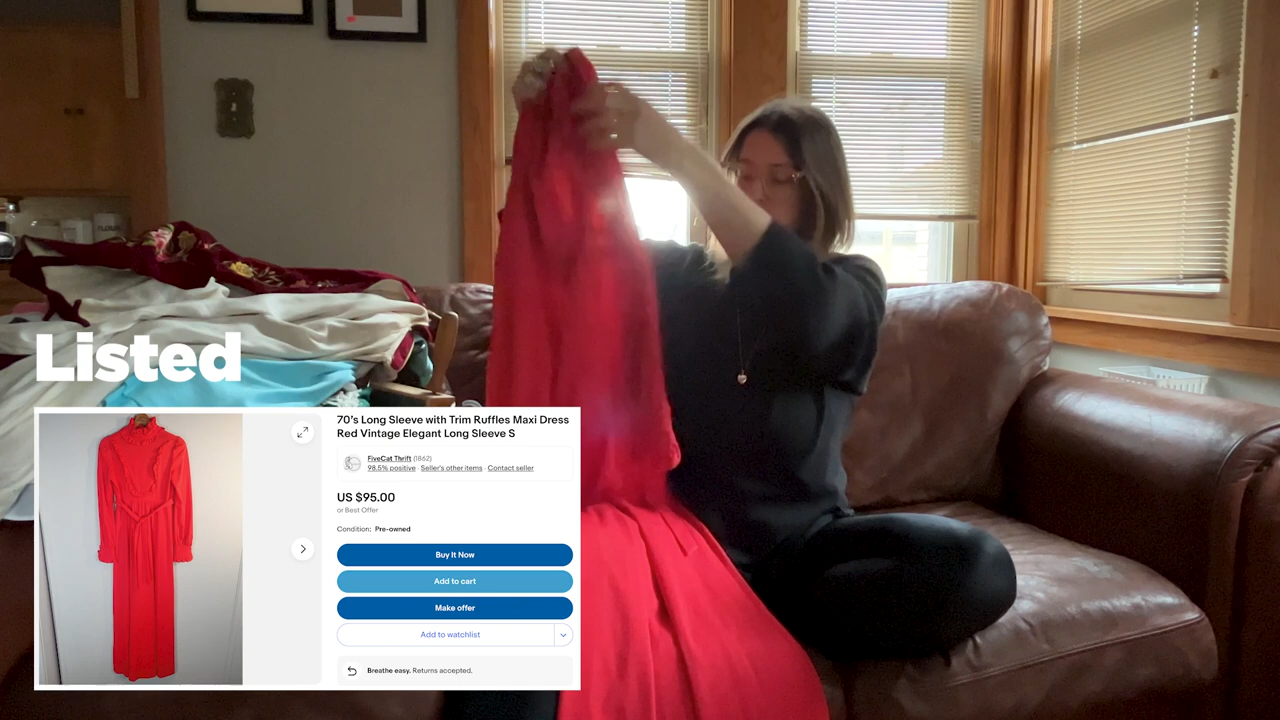 Listed
70's Long Sleeve with Trim Ruffles Maxi Dress
Red Vintage Elegant Long Sleeve S
FiveCat Thrift (1862)
98.5% positive · Seller's other items · Contact seller
US $95.00
or Best Offer
Condition: Pre-owned
Buy It Now
Add to cart
Make offer
Add to watchlist
Breathe easy. Returns accepted.